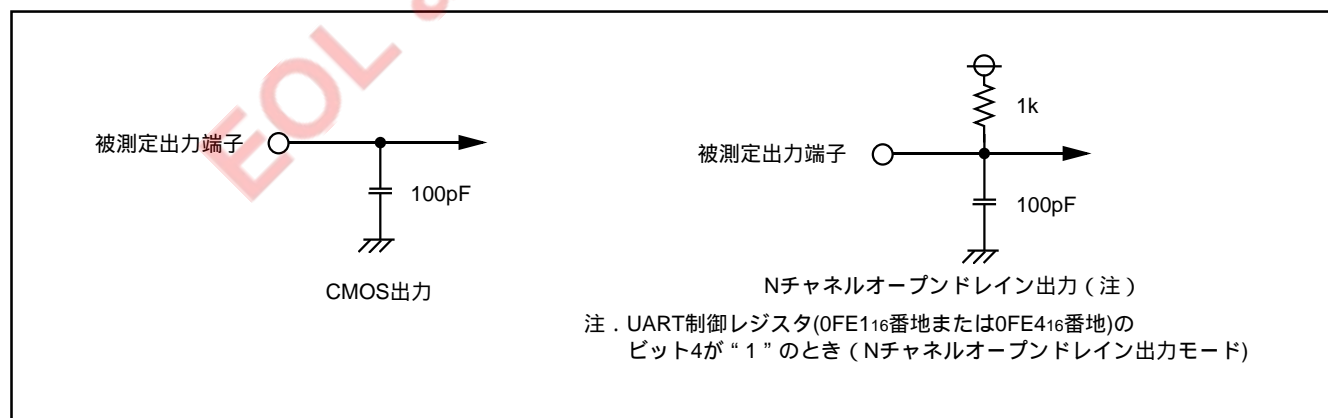 EOL
被測定出力端子
100pF
CMOS出力
1k
被測定出力端子
100pF
Nチャネルオープンドレイン出力（注）
注．UART制御レジスタ(0FE116番地または0FE416番地)の
ビット4が“1”のとき（Nチャネルオープンドレイン出力モード)